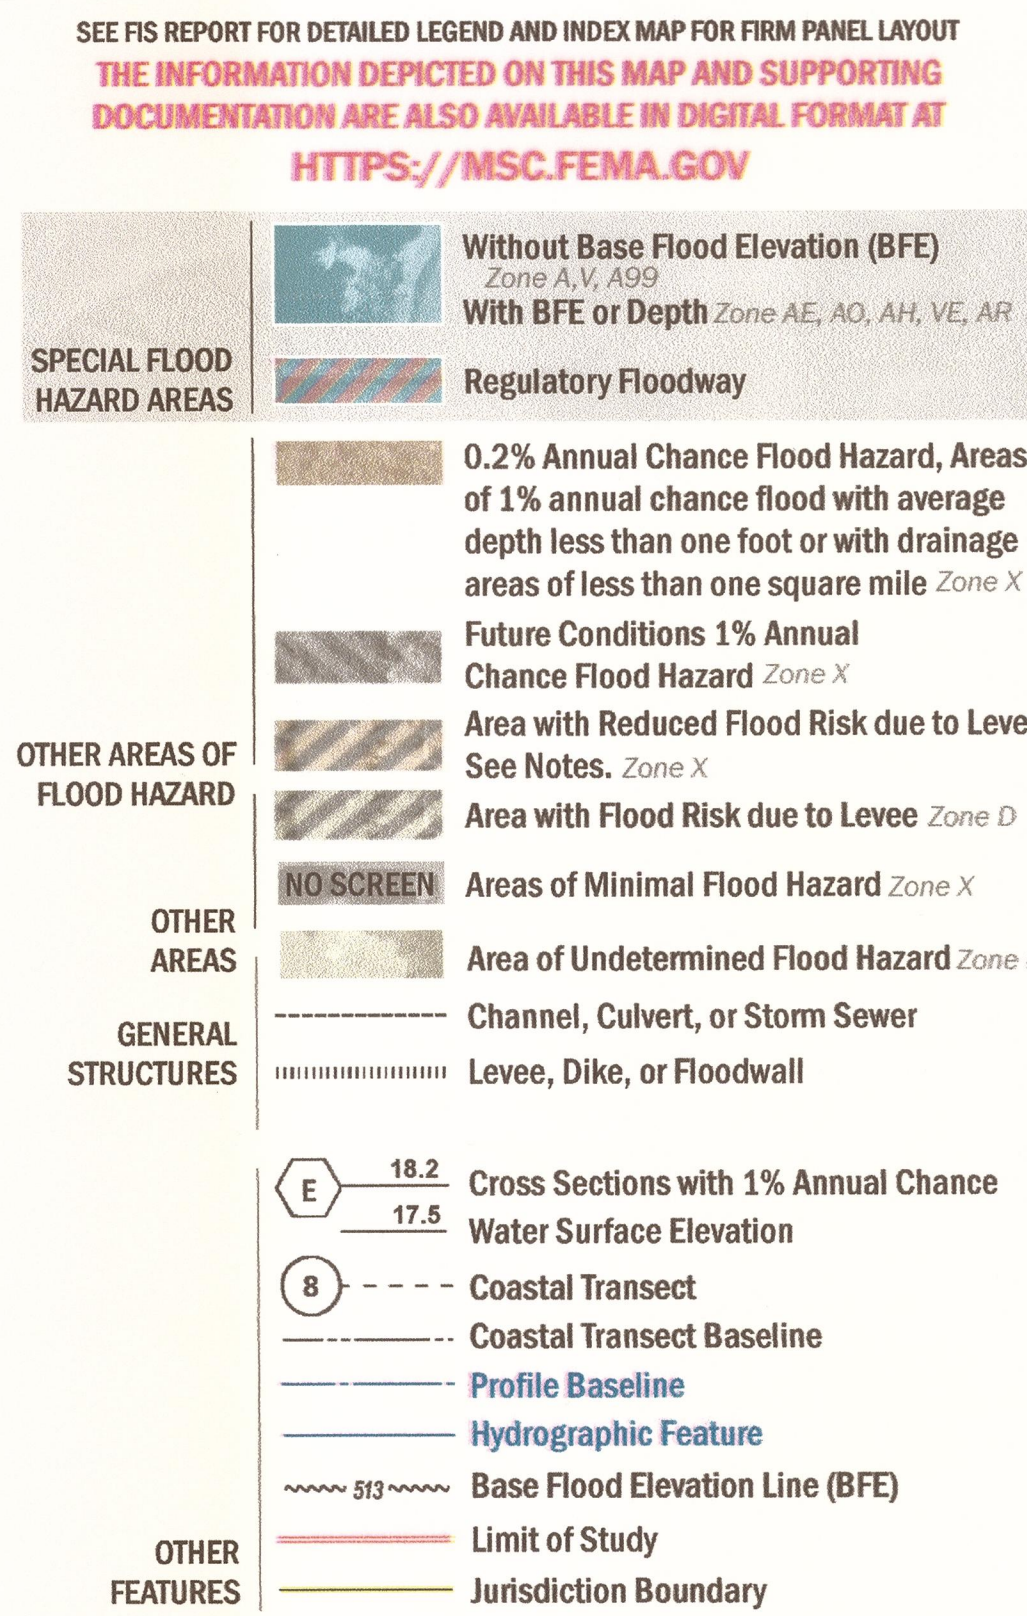 SEE FIS REPORT FOR DETAILED LEGEND AND INDEX MAP FOR FIRM PANEL LAYOUT
THE INFORMATION DEPICTED ON THIS MAP AND SUPPORTING
DOCUMENTATION ARE ALSO AVAILABLE IN DIGITAL FORMAT AT
HTTPS://MSC.FEMA.GOV
SPECIAL FLOOD
HAZARD AREAS
Without Base Flood Elevation (BFE)
Zone A,V, A99
With BFE or Depth Zone AE, AO, AH, VE, AR
Regulatory Floodway
OTHER AREAS OF
FLOOD HAZARD
0.2% Annual Chance Flood Hazard, Areas
of 1% annual chance flood with average
depth less than one foot or with drainage
areas of less than one square mile Zone X
Future Conditions 1% Annual
Chance Flood Hazard Zone X
Area with Reduced Flood Risk due to Leve
See Notes. Zone X
Area with Flood Risk due to Levee Zone D
OTHER
AREAS
NO SCREEN Areas of Minimal Flood Hazard Zone X
Area of Undetermined Flood Hazard Zone
GENERAL
STRUCTURES
Channel, Culvert, or Storm Sewer
Levee, Dike, or Floodwall
OTHER
FEATURES
E 18.2 Cross Sections with 1% Annual Chance
17.5 Water Surface Elevation
8 Coastal Transect
Coastal Transect Baseline
Profile Baseline
Hydrographic Feature
513 Base Flood Elevation Line (BFE)
Limit of Study
Jurisdiction Boundary